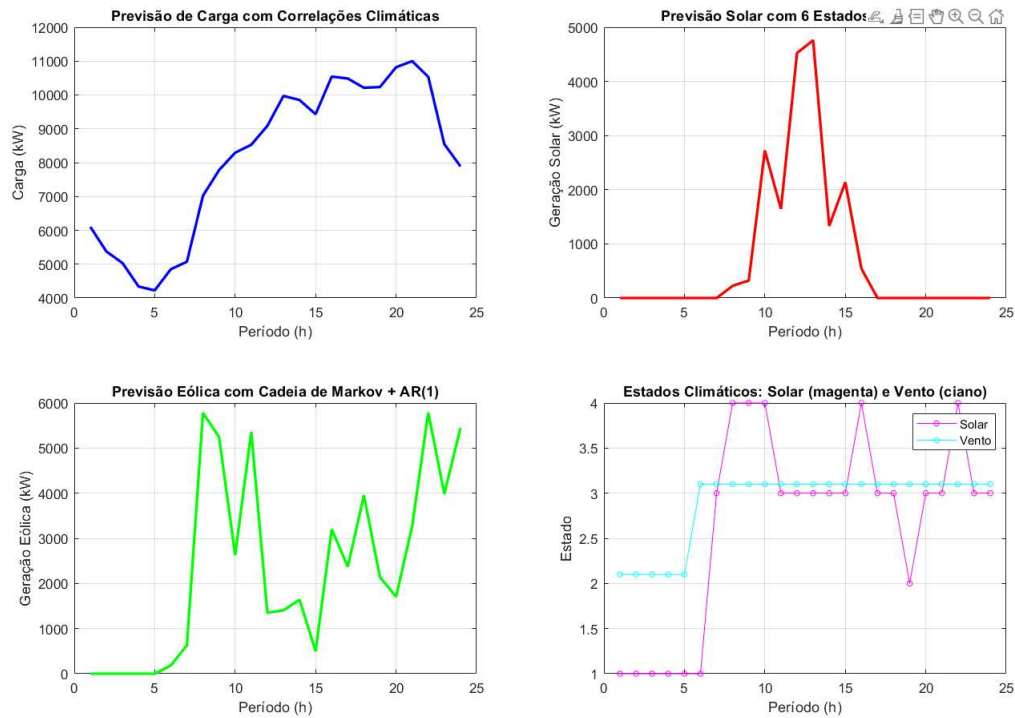 Previsão de Carga com Correlações Climáticas
12000
11000
10000
9000
8000
7000
6000
5000
4000
Carga (kW)
0 5 10 15 20 25
Período (h)
Previsão Solar com 6 Estados
5000
4000
3000
2000
1000
0
Geração Solar (kW)
0 5 10 15 20 25
Período (h)
Previsão Eólica com Cadeia de Markov + AR(1)
6000
5000
4000
3000
2000
1000
0
Geração Eólica (kW)
0 5 10 15 20 25
Período (h)
Estados Climáticos: Solar (magenta) e Vento (ciano)
4
3.5
3
2.5
2
1.5
1
Estado
Solar
Vento
0 5 10 15 20 25
Período (h)